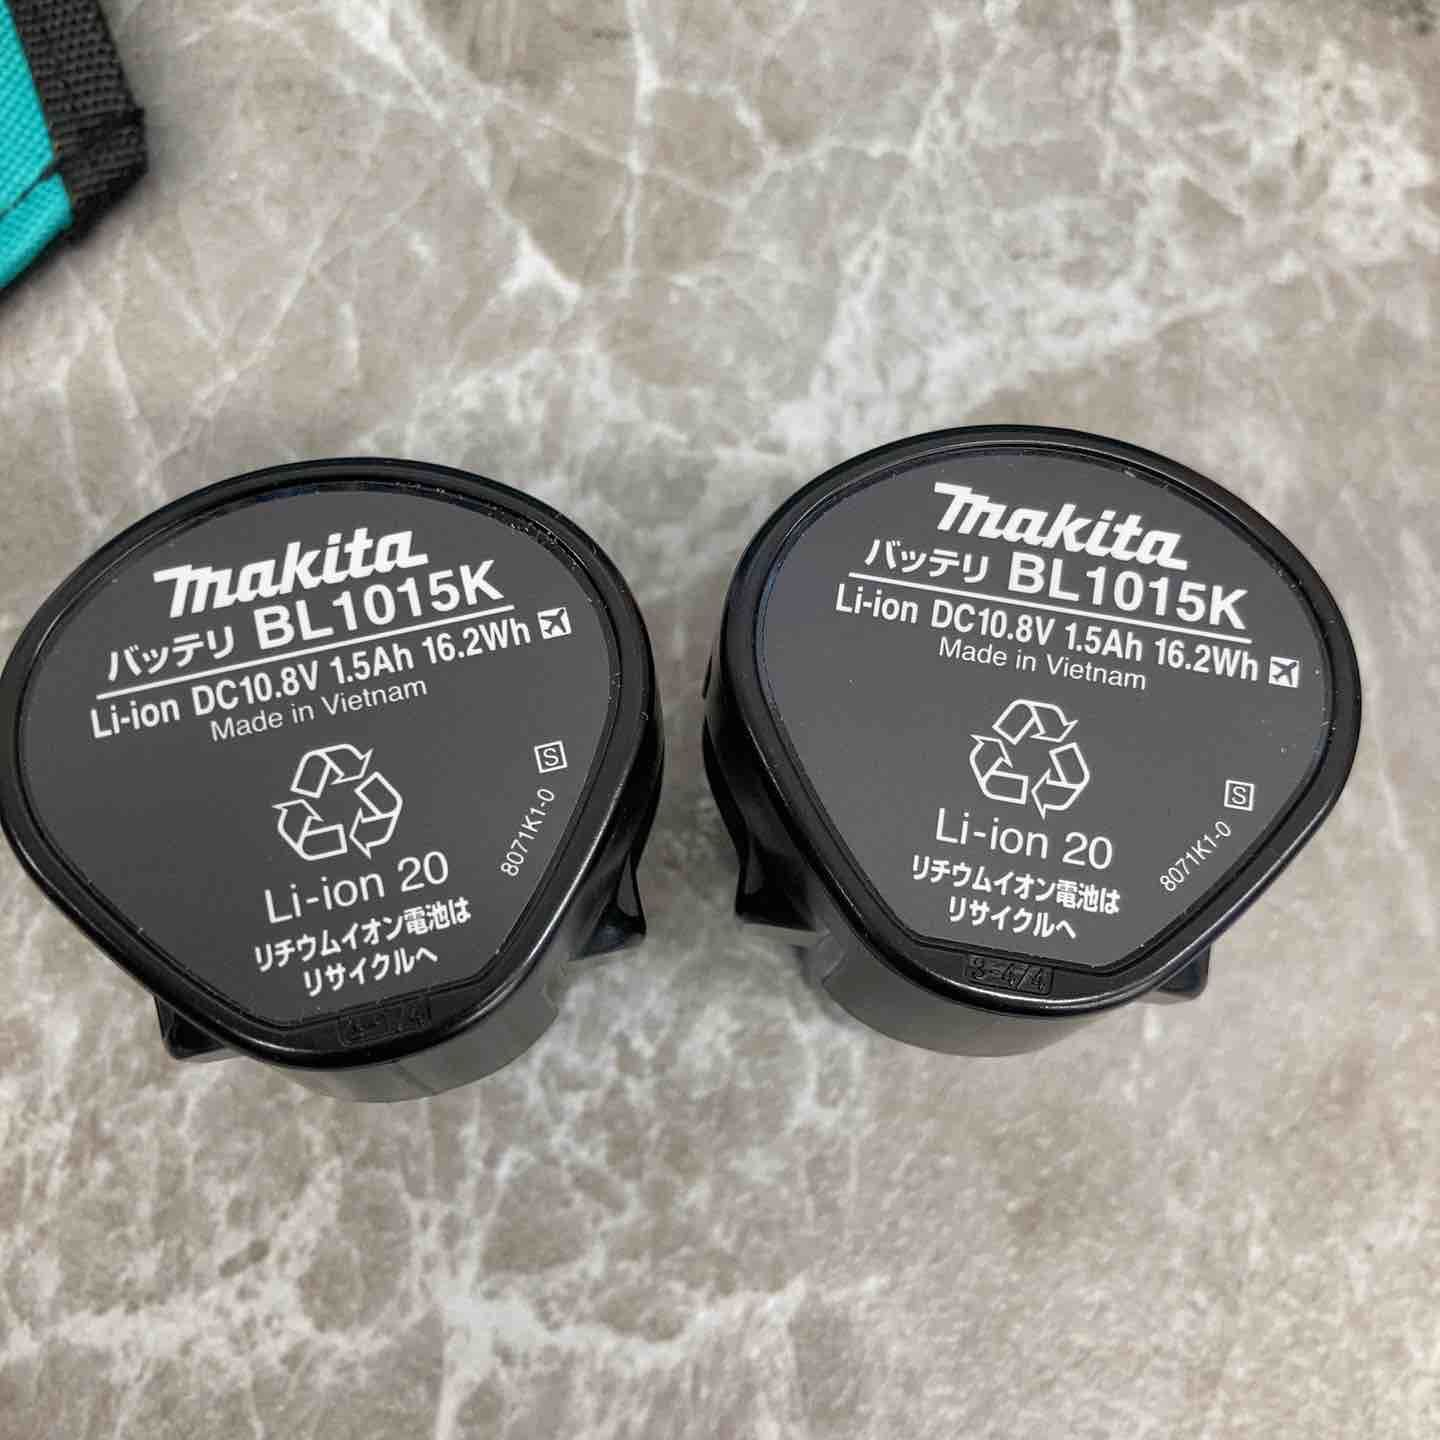 makita
バッテリ BL1015K
Li-ion DC10.8V 1.5Ah 16.2Wh
Made in Vietnam
S
8071K1-0
Li-ion 20
リチウムイオン電池は
リサイクルへ
makita
バッテリ BL1015K
Li-ion DC10.8V 1.5Ah 16.2Wh
Made in Vietnam
S
8071K1-0
Li-ion 20
リチウムイオン電池は
リサイクルへ